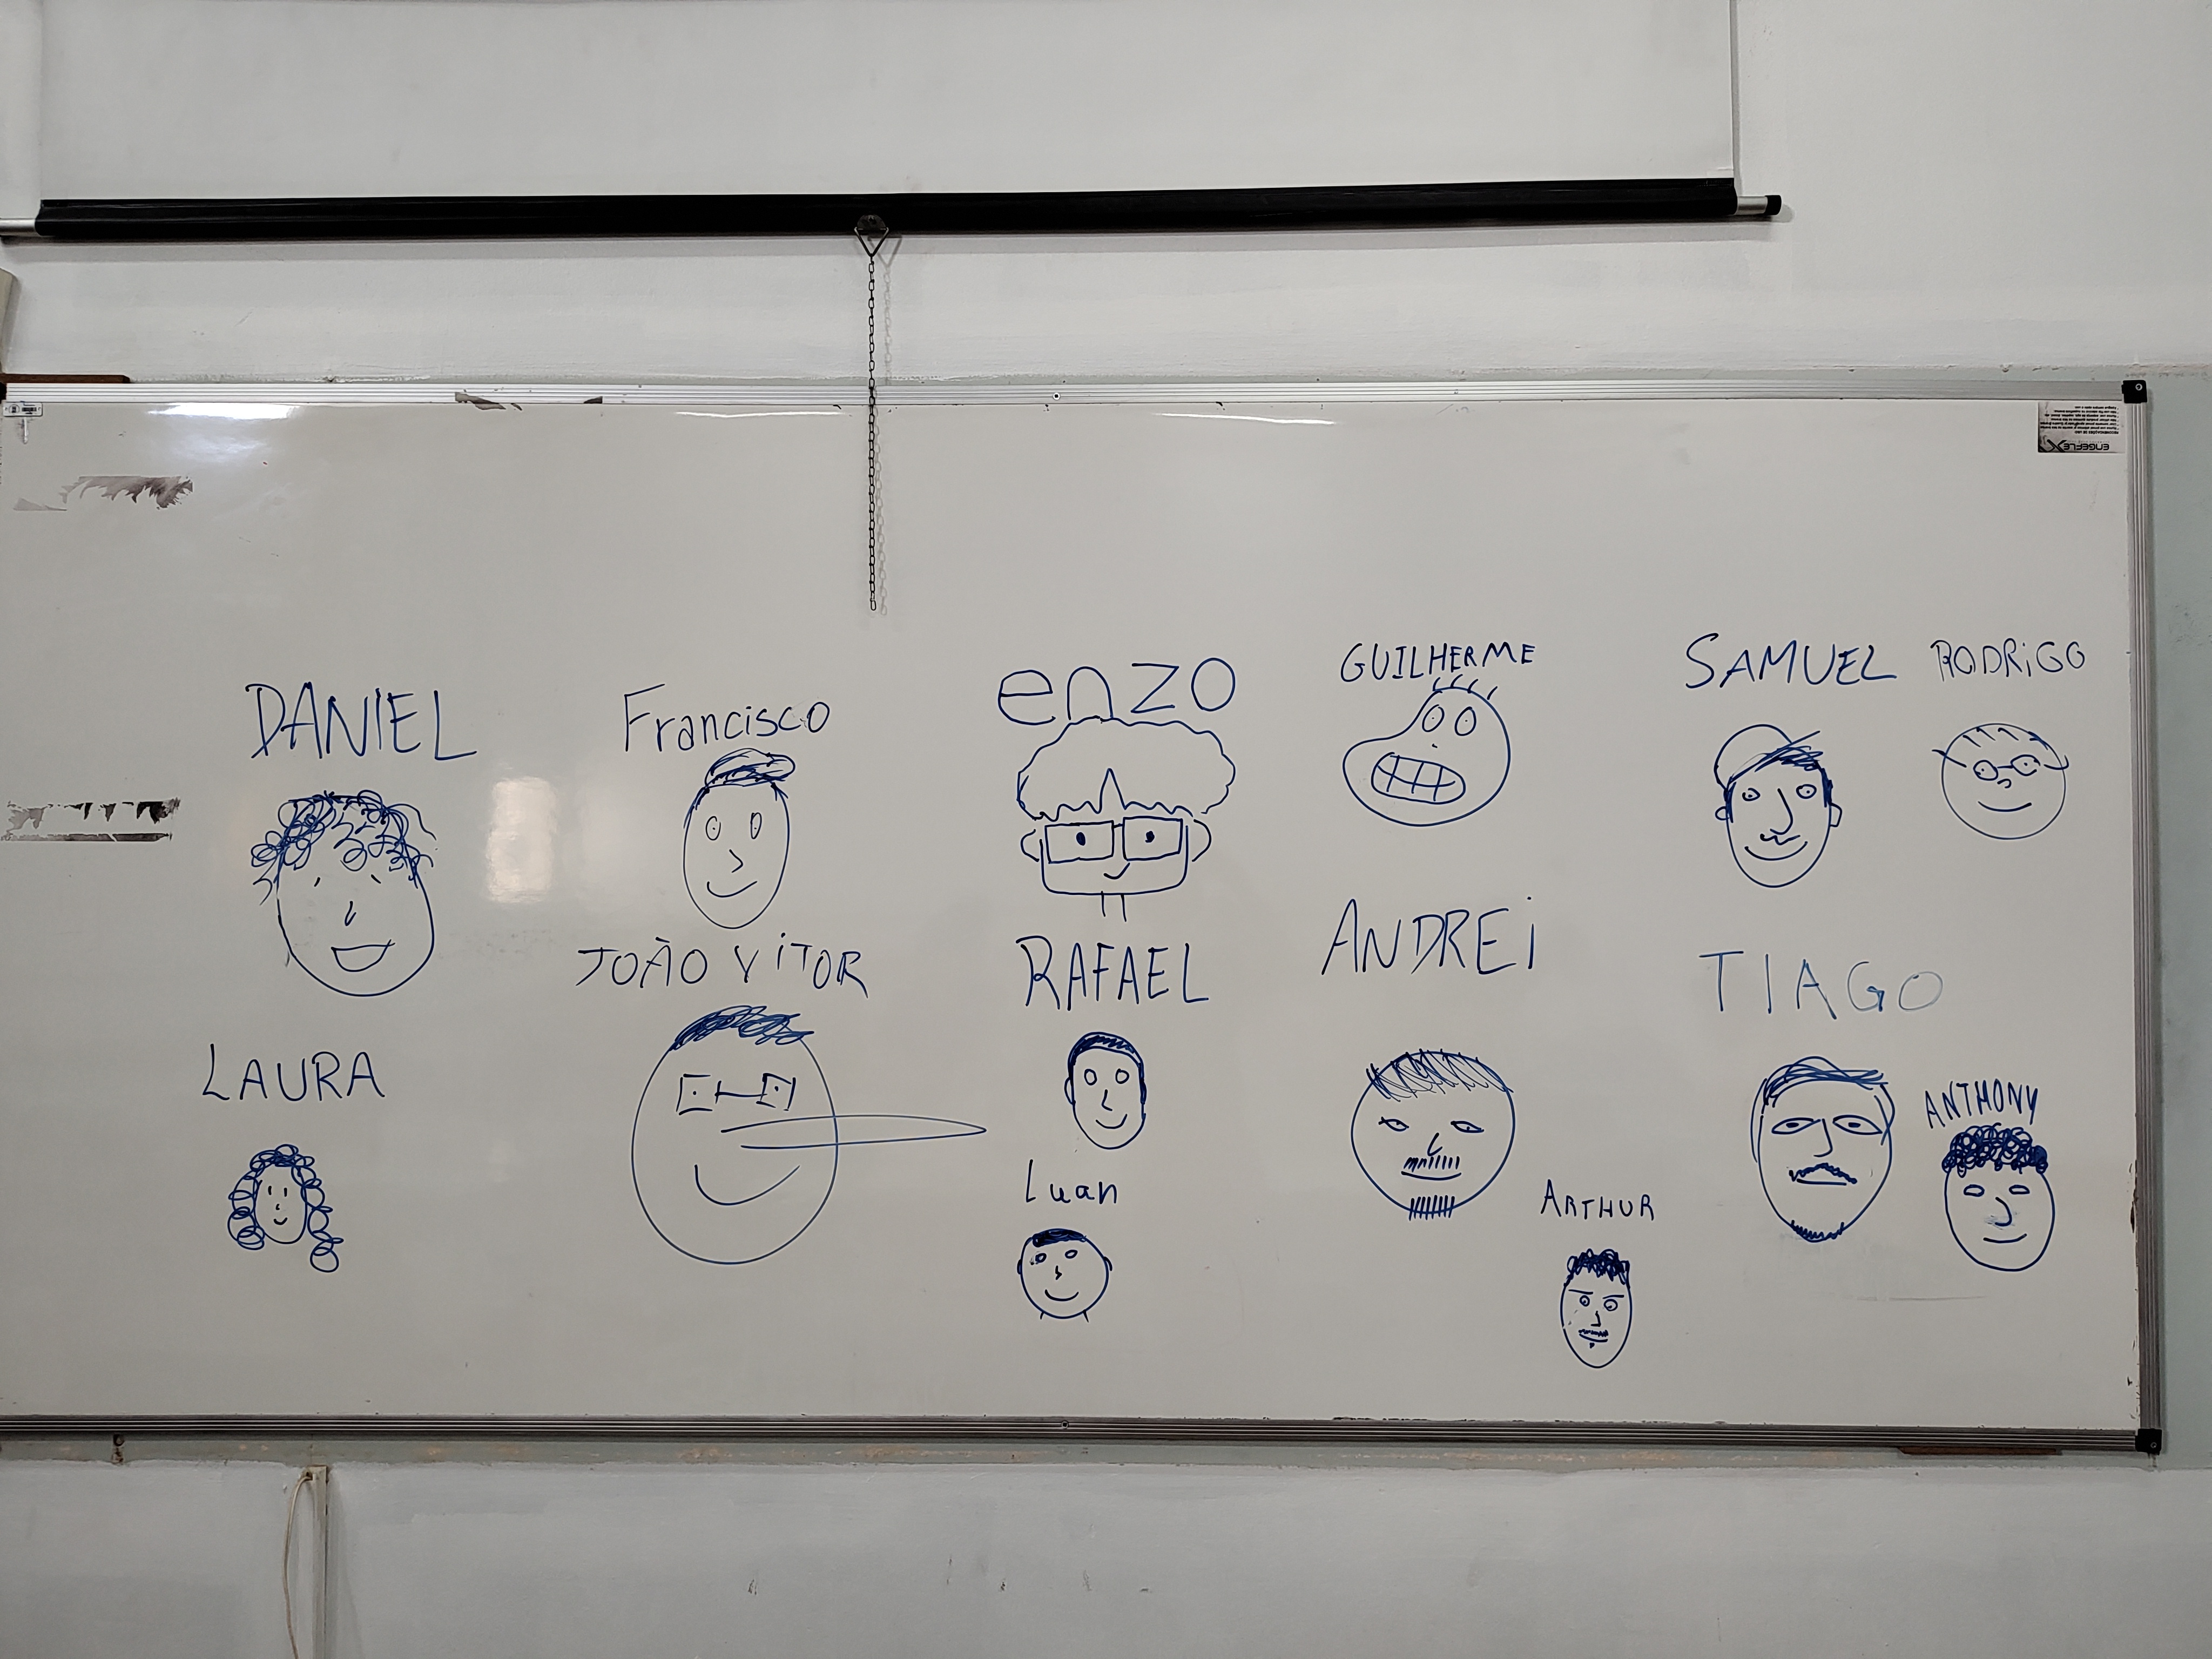 DANIEL
Francisco
enzo
GUILHERME
SAMUEL
RODRiGO
JOÃO ViTOR
RAFAEL
ANDREi
TIAGO
LAURA
Luan
ARTHUR
ANTHONY
ENGEFLEX